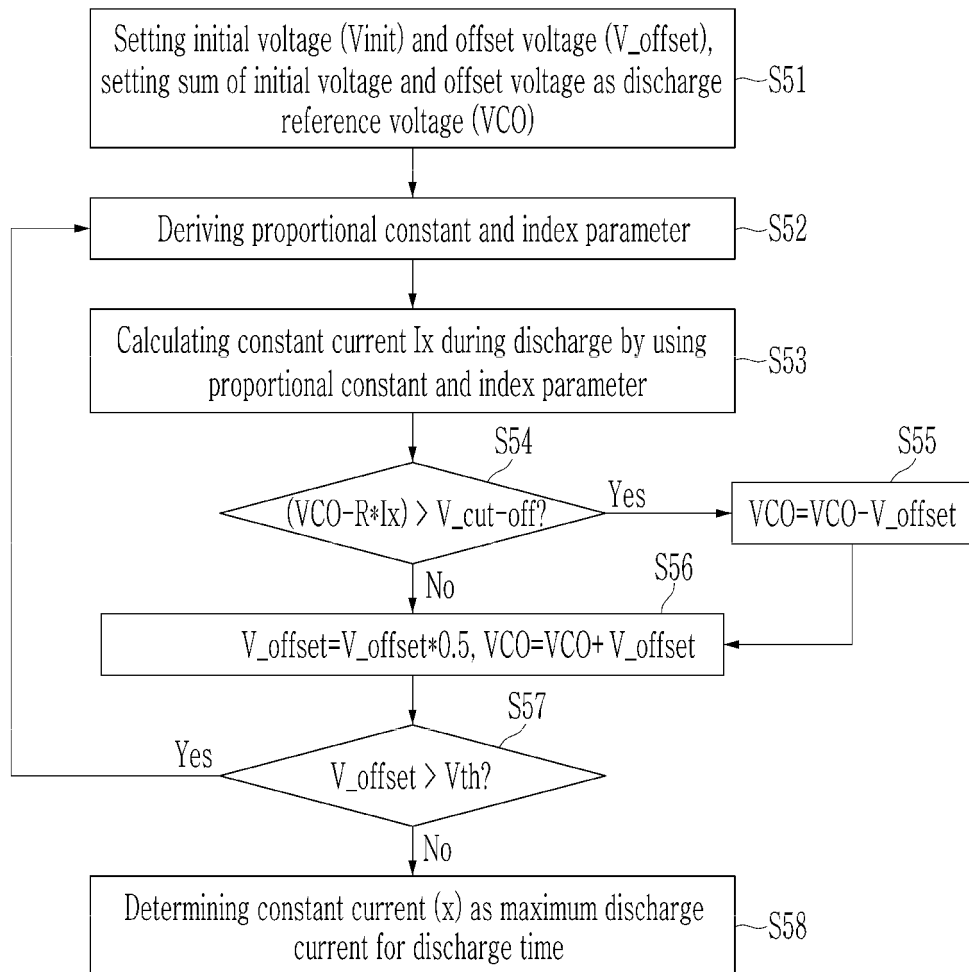 Setting initial voltage (Vinit) and offset voltage (V_offset),
setting sum of initial voltage and offset voltage as discharge
reference voltage (VCO)
S51
Deriving proportional constant and index parameter
S52
Calculating constant current Ix during discharge by using
proportional constant and index parameter
S53
S54
(VCO-R*Ix) > V_cut-off?
Yes
S55
VCO=VCO-V_offset
No
S56
V_offset=V_offset*0.5, VCO=VCO+ V_offset
S57
Yes
V_offset > Vth?
No
Determining constant current (x) as maximum discharge
current for discharge time
S58